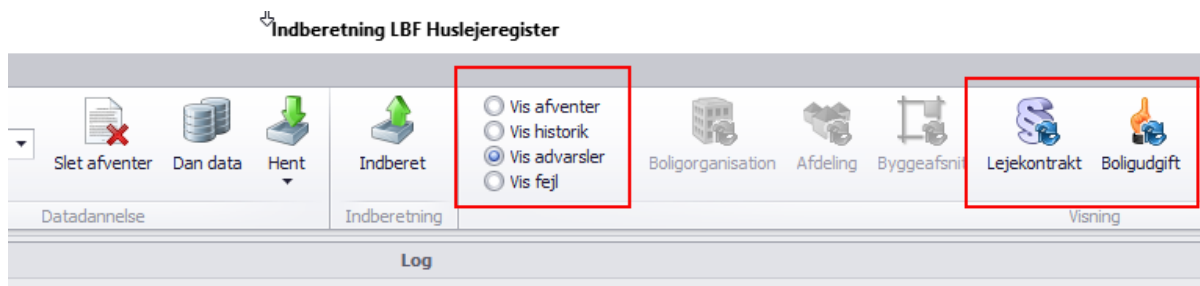 Indberetning LBF Huslejeregister
Vis afventer
Vis historik
Vis advarsler
Vis fejl
Slet afventer Dan data Hent Indberet Boligorganisation Afdeling Byggeafsnit Lejekontrakt Boligudgift
Datadannelse Indberetning Visning
Log